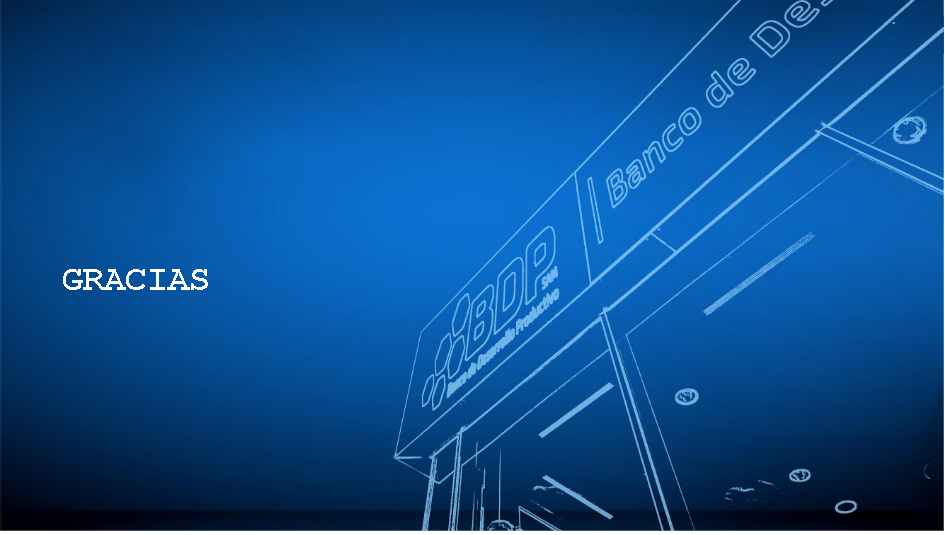 GRACIAS
Banco de De
BDP
SAM
Banco de Desarrollo Productivo